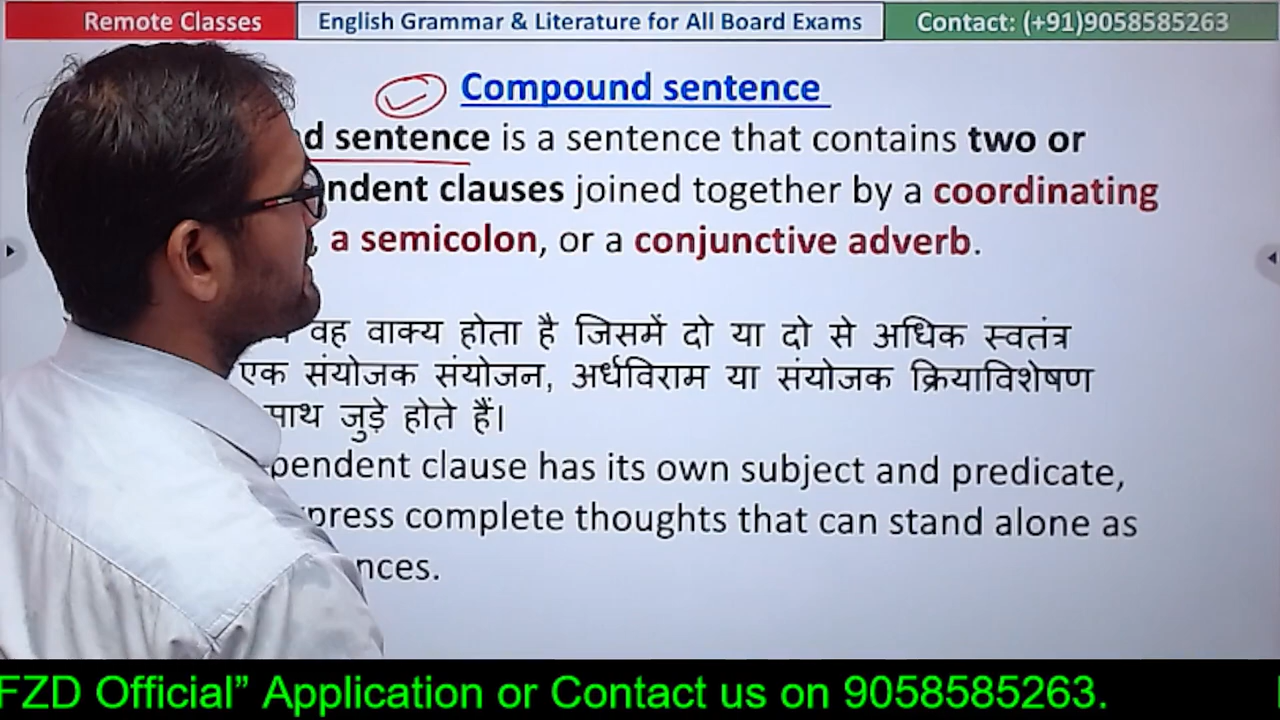 Remote Classes
English Grammar & Literature for All Board Exams
Contact: (+91)9058585263
Compound sentence
d sentence is a sentence that contains two or
ndent clauses joined together by a coordinating
, a semicolon, or a conjunctive adverb.
वह वाक्य होता है जिसमें दो या दो से अधिक स्वतंत्र
एक संयोजक संयोजन, अर्धविराम या संयोजक क्रियाविशेषण
साथ जुड़े होते हैं।
pendent clause has its own subject and predicate,
press complete thoughts that can stand alone as
nces.
FZD Official” Application or Contact us on 9058585263.